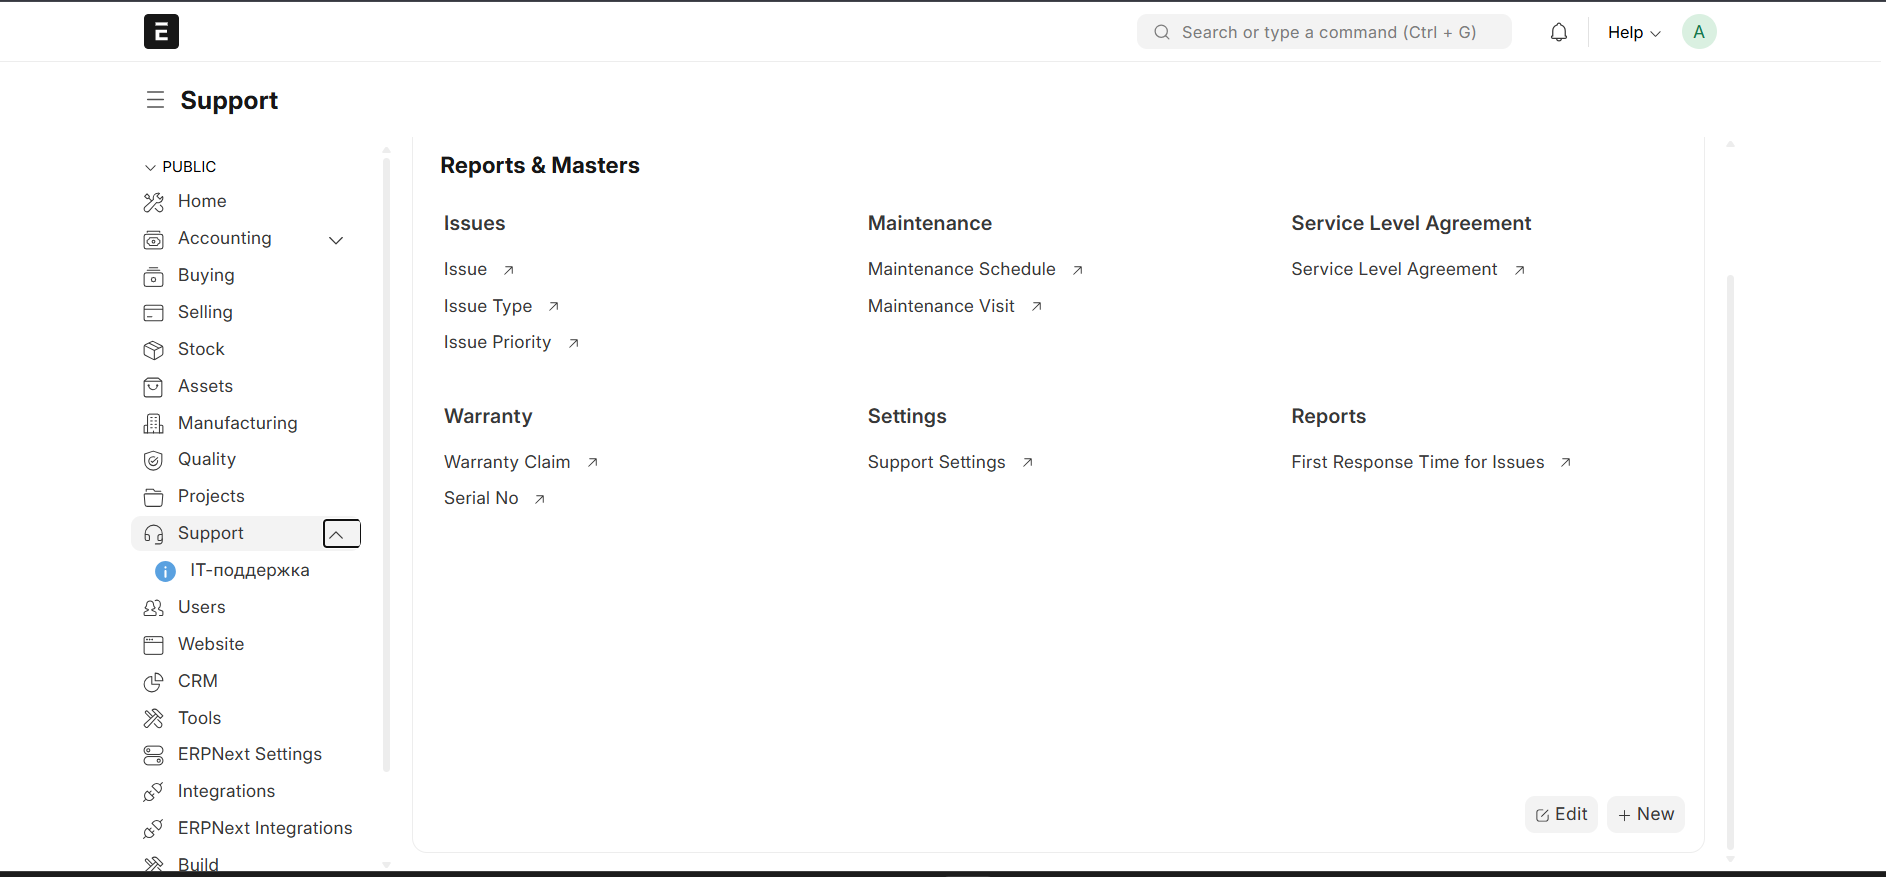 E
Search or type a command (Ctrl + G)
Help
A
Support
PUBLIC
Home
Accounting
Buying
Selling
Stock
Assets
Manufacturing
Quality
Projects
Support
IT-поддержка
Users
Website
CRM
Tools
ERPNext Settings
Integrations
ERPNext Integrations
Build
Reports & Masters
Issues
Issue
Issue Type
Issue Priority
Maintenance
Maintenance Schedule
Maintenance Visit
Service Level Agreement
Service Level Agreement
Warranty
Warranty Claim
Serial No
Settings
Support Settings
Reports
First Response Time for Issues
Edit
+ New